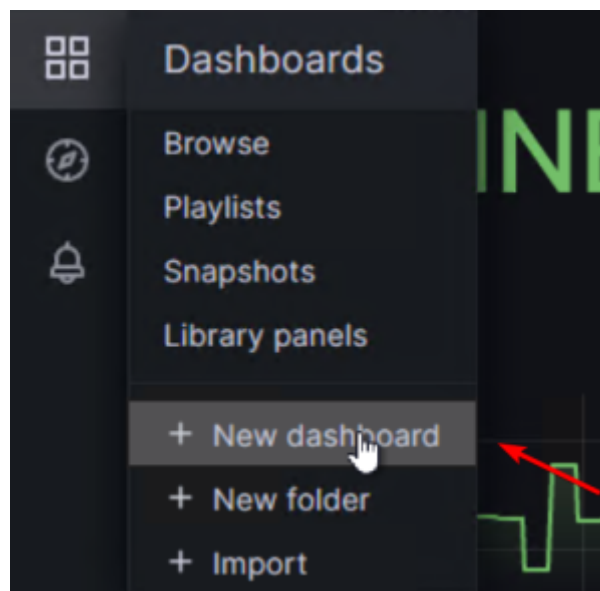 Dashboards
Browse
Playlists
Snapshots
Library panels
+ New dashboard
+ New folder
+ Import